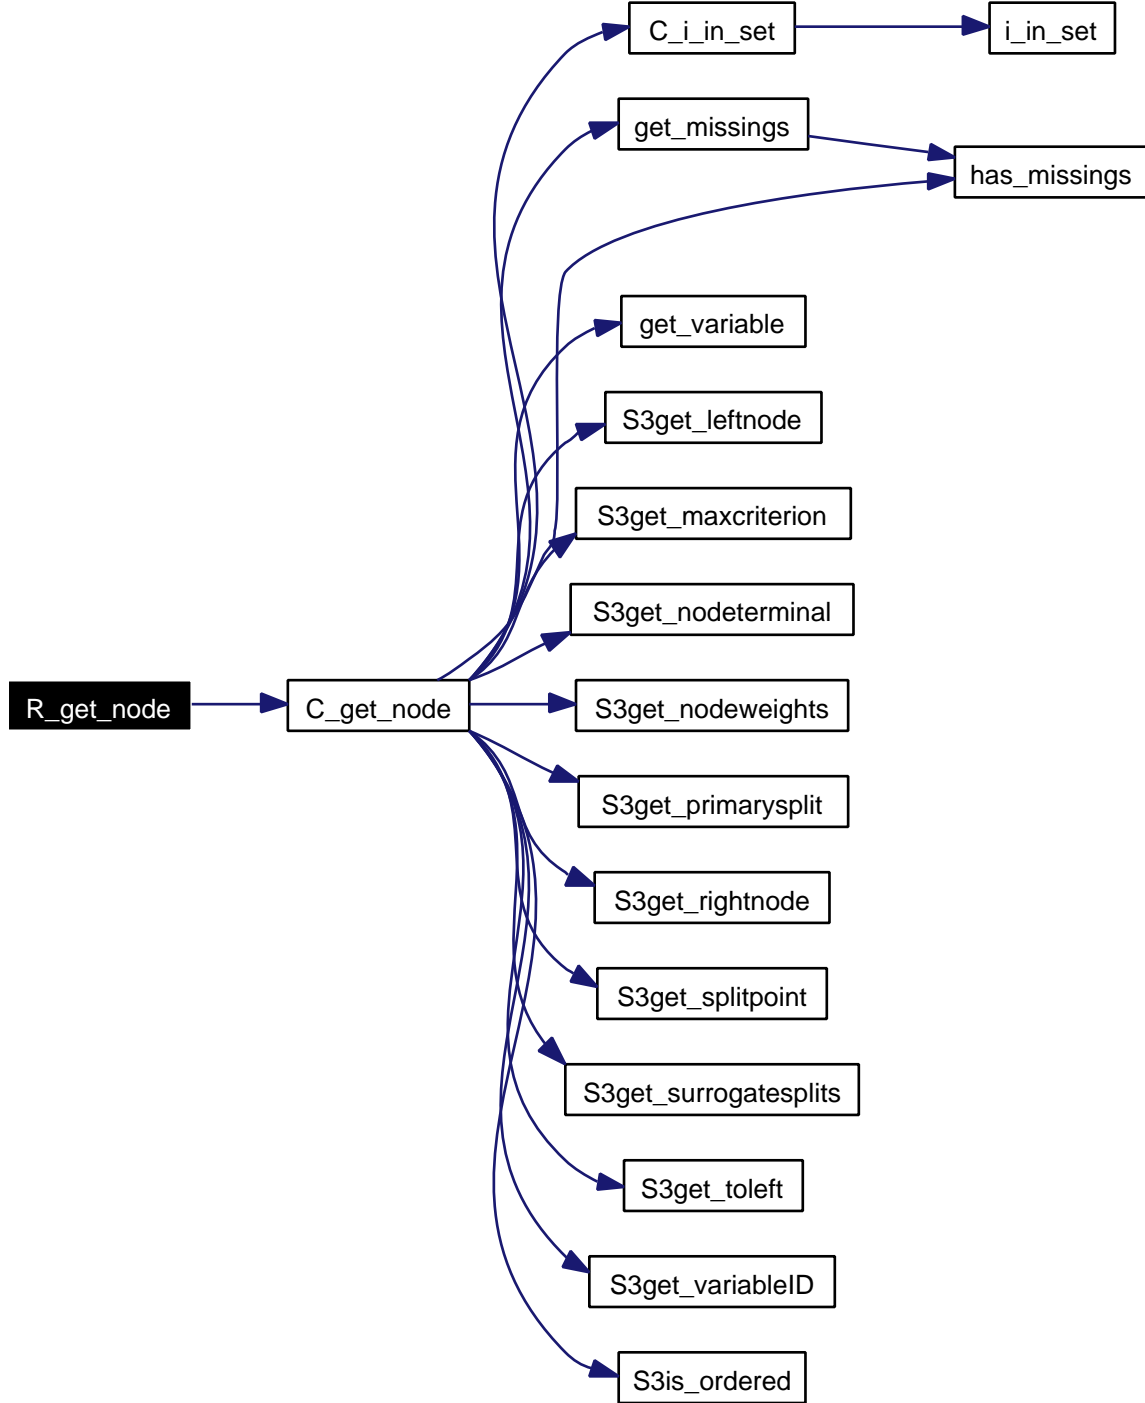 C_i_in_set
i_in_set
get_missings
has_missings
get_variable
S3get_leftnode
S3get_maxcriterion
S3get_nodeterminal
R_get_node
C_get_node
S3get_nodeweights
S3get_primarysplit
S3get_rightnode
S3get_splitpoint
S3get_surrogatesplits
S3get_toleft
S3get_variableID
S3is_ordered